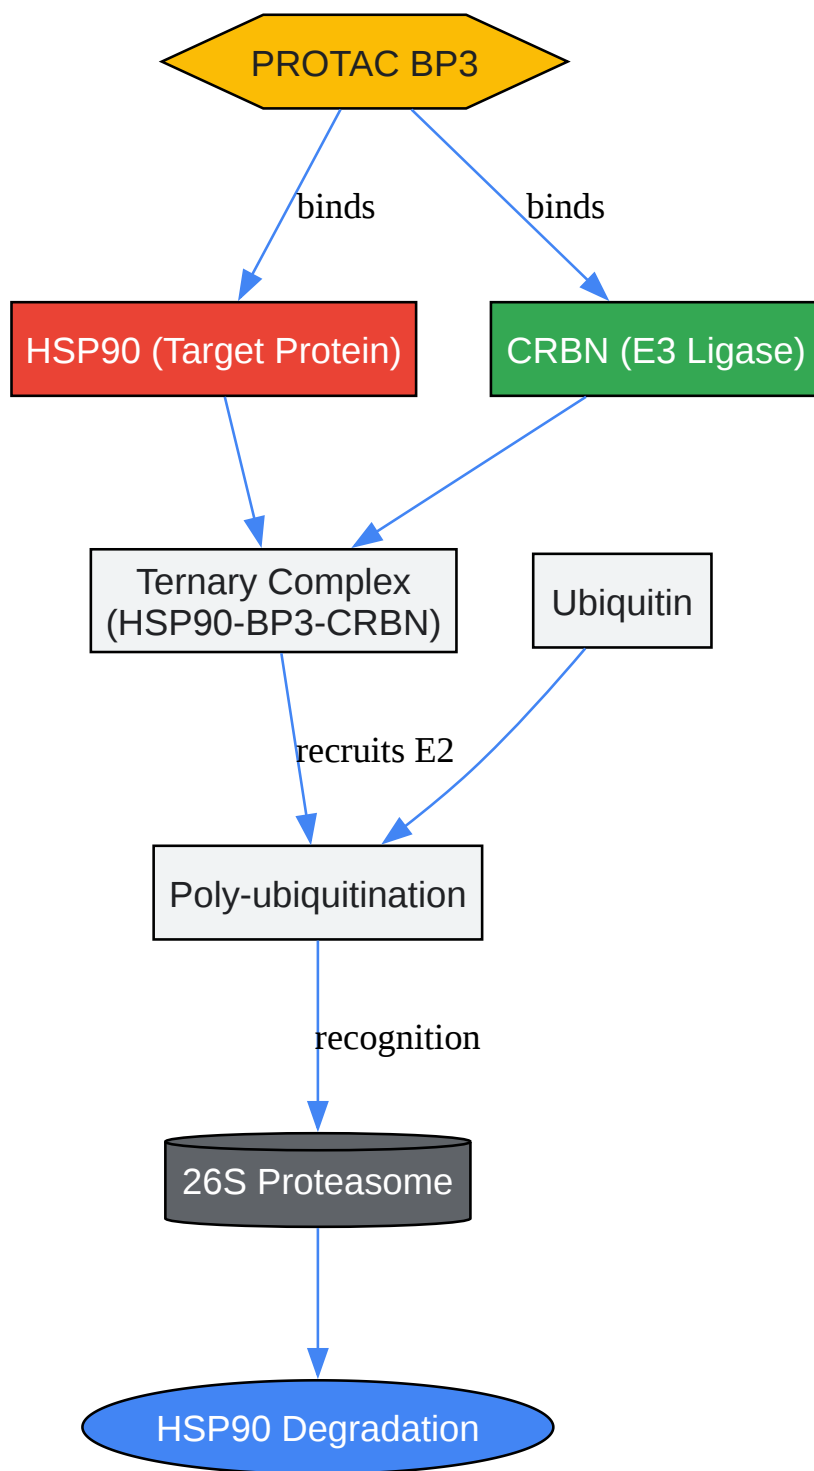 PROTAC BP3
binds
binds
HSP90 (Target Protein)
CRBN (E3 Ligase)
Ternary Complex
(HSP90-BP3-CRBN)
Ubiquitin
recruits E2
Poly-ubiquitination
recognition
26S Proteasome
HSP90 Degradation